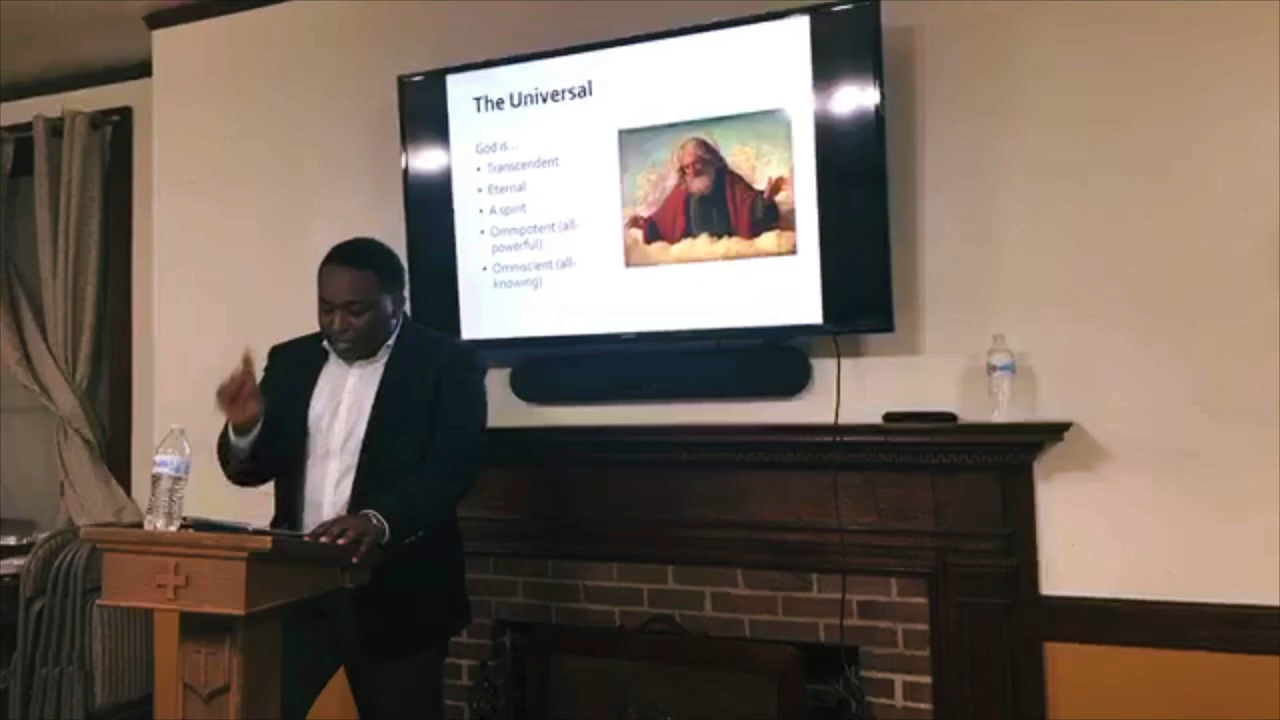 The Universal
God is...
• Transcendent
• Eternal
• A spirit
• Omnipotent (all-
powerful)
• Omniscient (all-
knowing)